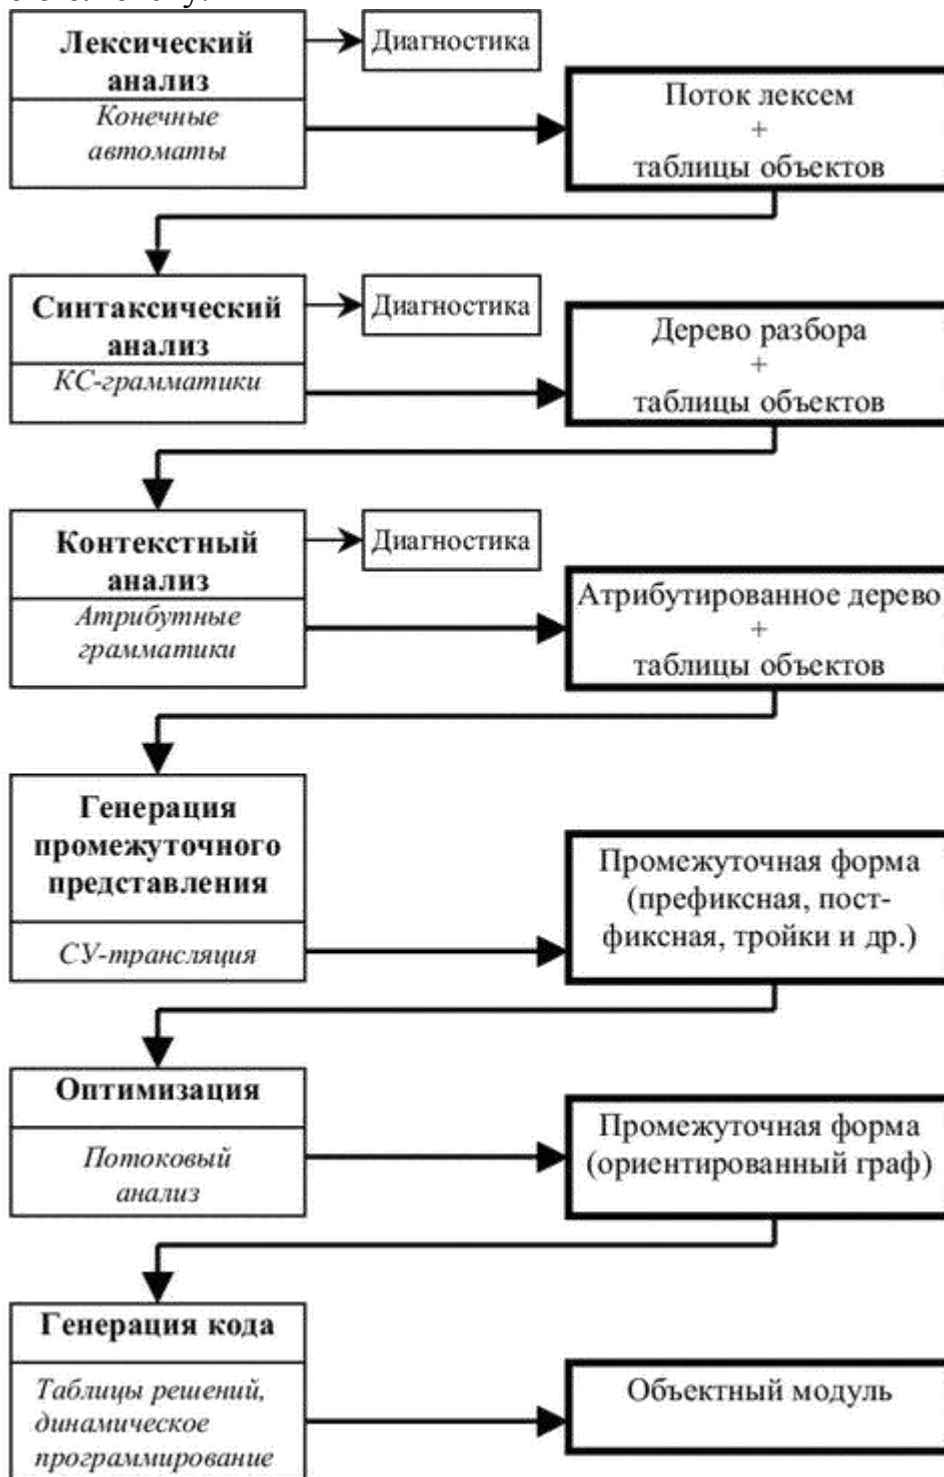 Лексический
анализ
Конечные
автоматы
Диагностика
Поток лексем
+
таблицы объектов
Синтаксический
анализ
КС-грамматики
Диагностика
Дерево разбора
+
таблицы объектов
Контекстный
анализ
Атрибутные
грамматики
Диагностика
Атрибутированное дерево
+
таблицы объектов
Генерация
промежуточного
представления
СУ-трансляция
Промежуточная форма
(префиксная, пост-
фиксная, тройки и др.)
Оптимизация
Потоковый
анализ
Промежуточная форма
(ориентированный граф)
Генерация кода
Таблицы решений,
динамическое
программирование
Объектный модуль